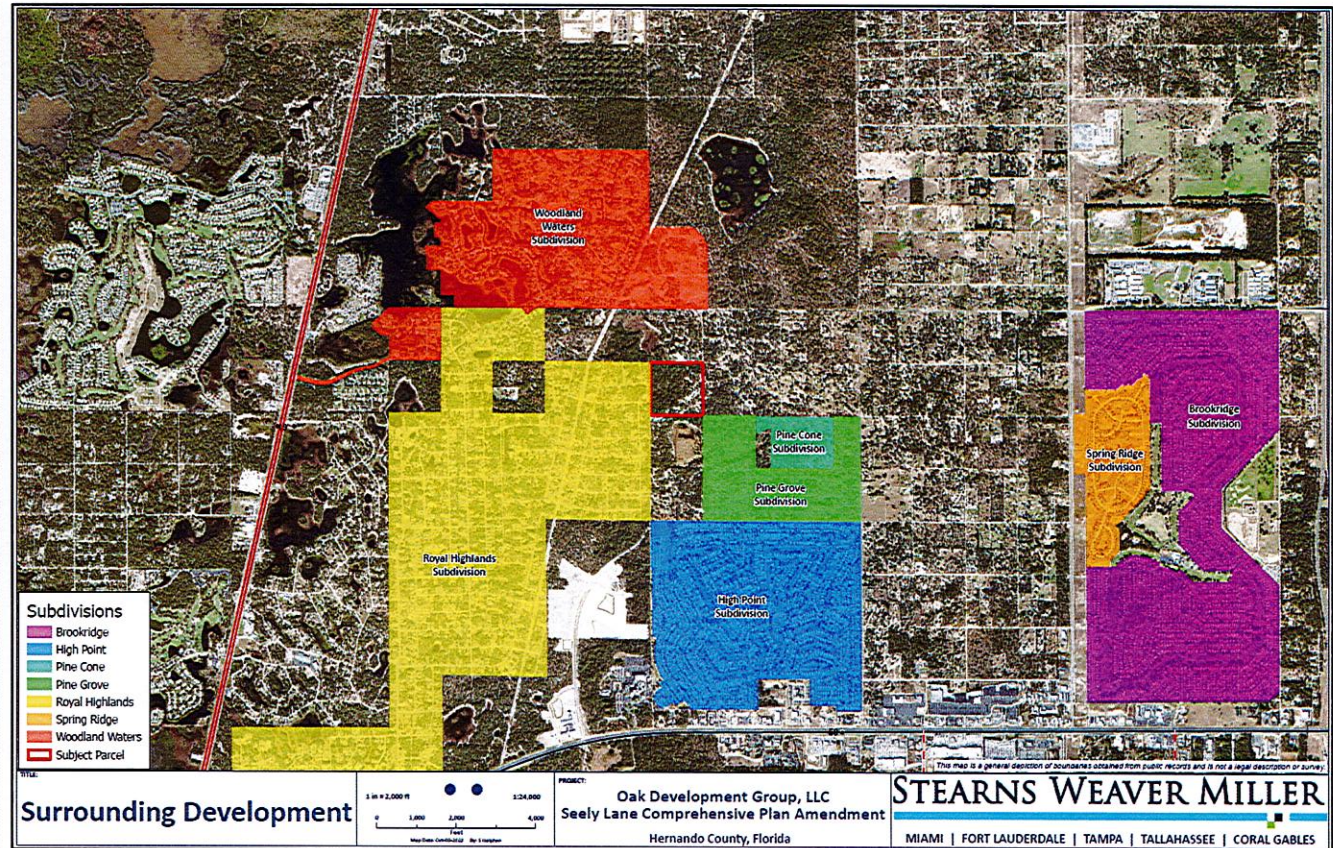 Woodland
Waters
Subdivision
Brookridge
Subdivision
Pine Cone
Subdivision
Spring Ridge
Subdivision
Pine Grove
Subdivision
Royal Highlands
Subdivision
High Point
Subdivision
Subdivisions
Brookridge
High Point
Pine Cone
Pine Grove
Royal Highlands
Spring Ridge
Woodland Waters
Subject Parcel
This map is a general depiction of boundaries obtained from public records and is not a legal description or survey.
TITLE:
Surrounding Development
1 in = 2,000 ft
1:24,000
0 1,000 2,000 4,000
Feet
Map Date:
PROJECT:
Oak Development Group, LLC
Seely Lane Comprehensive Plan Amendment
Hernando County, Florida
STEARNS WEAVER MILLER
MIAMI | FORT LAUDERDALE | TAMPA | TALLAHASSEE | CORAL GABLES